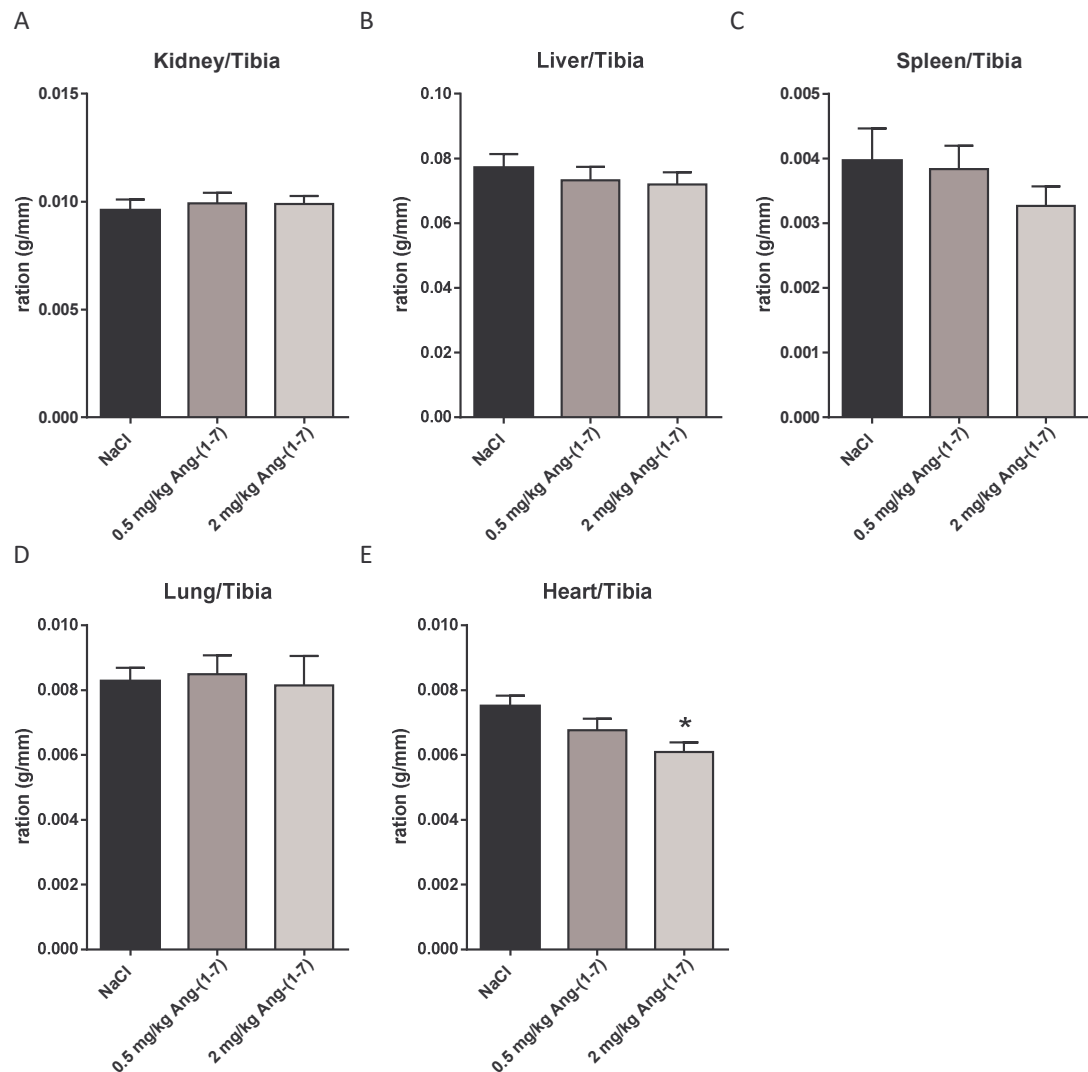 A
Kidney/Tibia
ration (g/mm)
0.015
0.010
0.005
0.000
NaCl
0.5 mg/kg Ang-(1-7)
2 mg/kg Ang-(1-7)
B
Liver/Tibia
ration (g/mm)
0.10
0.08
0.06
0.04
0.02
0.00
NaCl
0.5 mg/kg Ang-(1-7)
2 mg/kg Ang-(1-7)
C
Spleen/Tibia
ration (g/mm)
0.005
0.004
0.003
0.002
0.001
0.000
NaCl
0.5 mg/kg Ang-(1-7)
2 mg/kg Ang-(1-7)
D
Lung/Tibia
ration (g/mm)
0.010
0.008
0.006
0.004
0.002
0.000
NaCl
0.5 mg/kg Ang-(1-7)
2 mg/kg Ang-(1-7)
E
Heart/Tibia
ration (g/mm)
0.010
0.008
0.006
0.004
0.002
0.000
*
NaCl
0.5 mg/kg Ang-(1-7)
2 mg/kg Ang-(1-7)